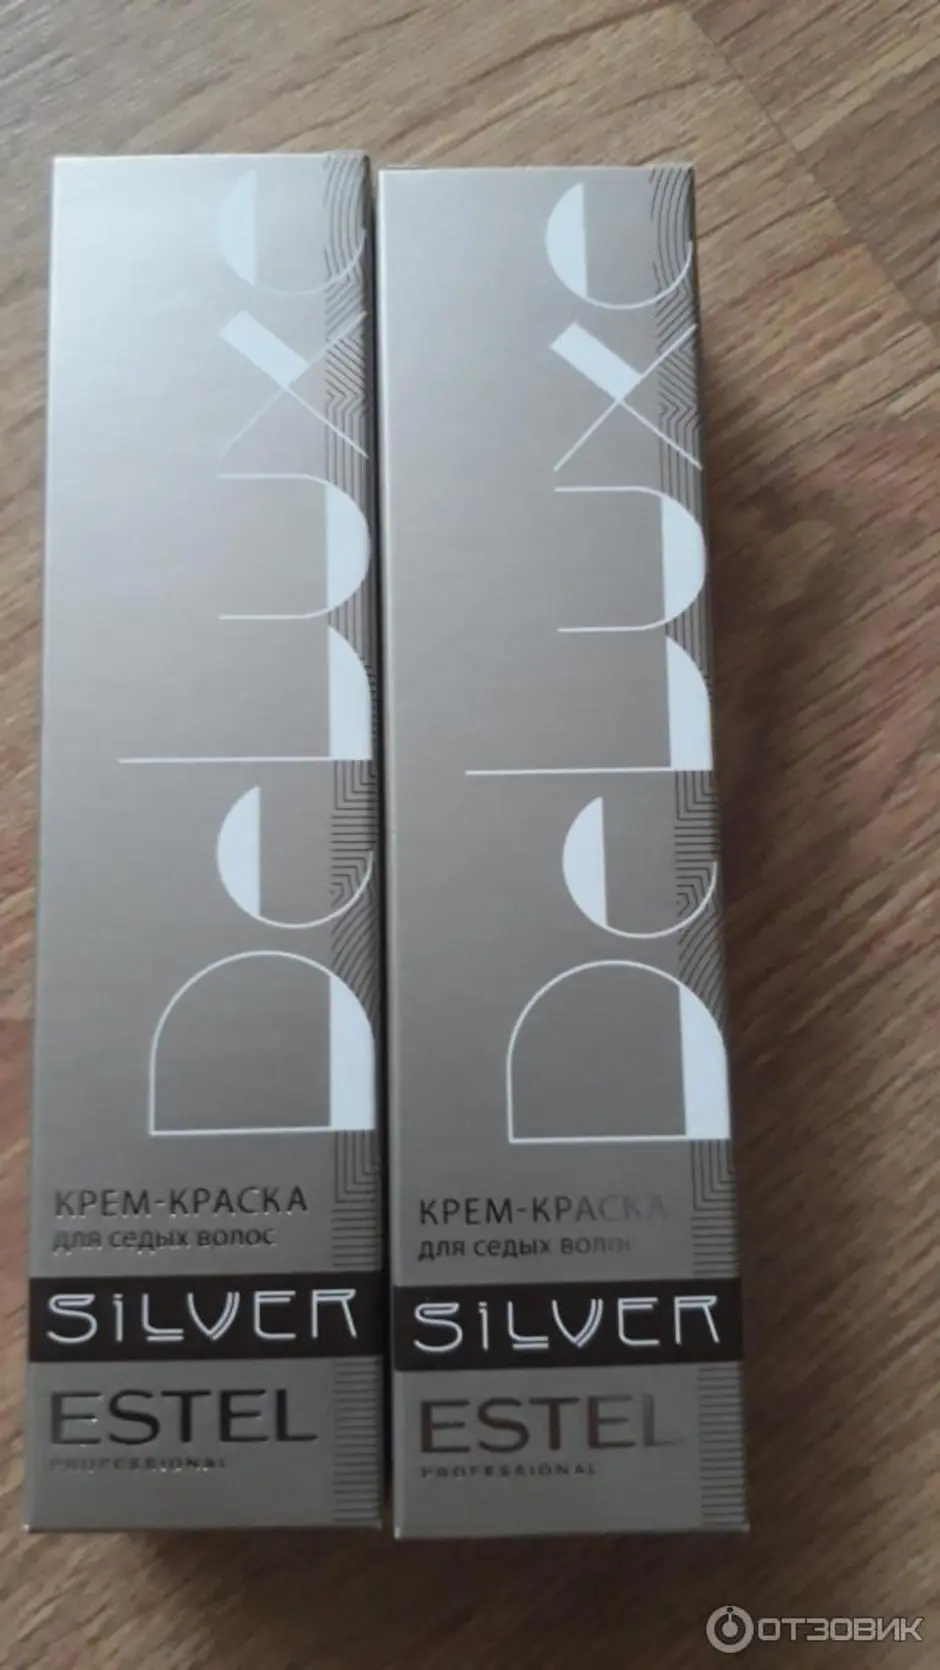 DeLuxe
КРЕМ-КРАСКА
для седых волос
SiLVER
ESTEL
PROFESSIONAL
DeLuxe
КРЕМ-КРАСКА
для седых волос
SiLVER
ESTEL
PROFESSIONAL
ОТЗОВИК